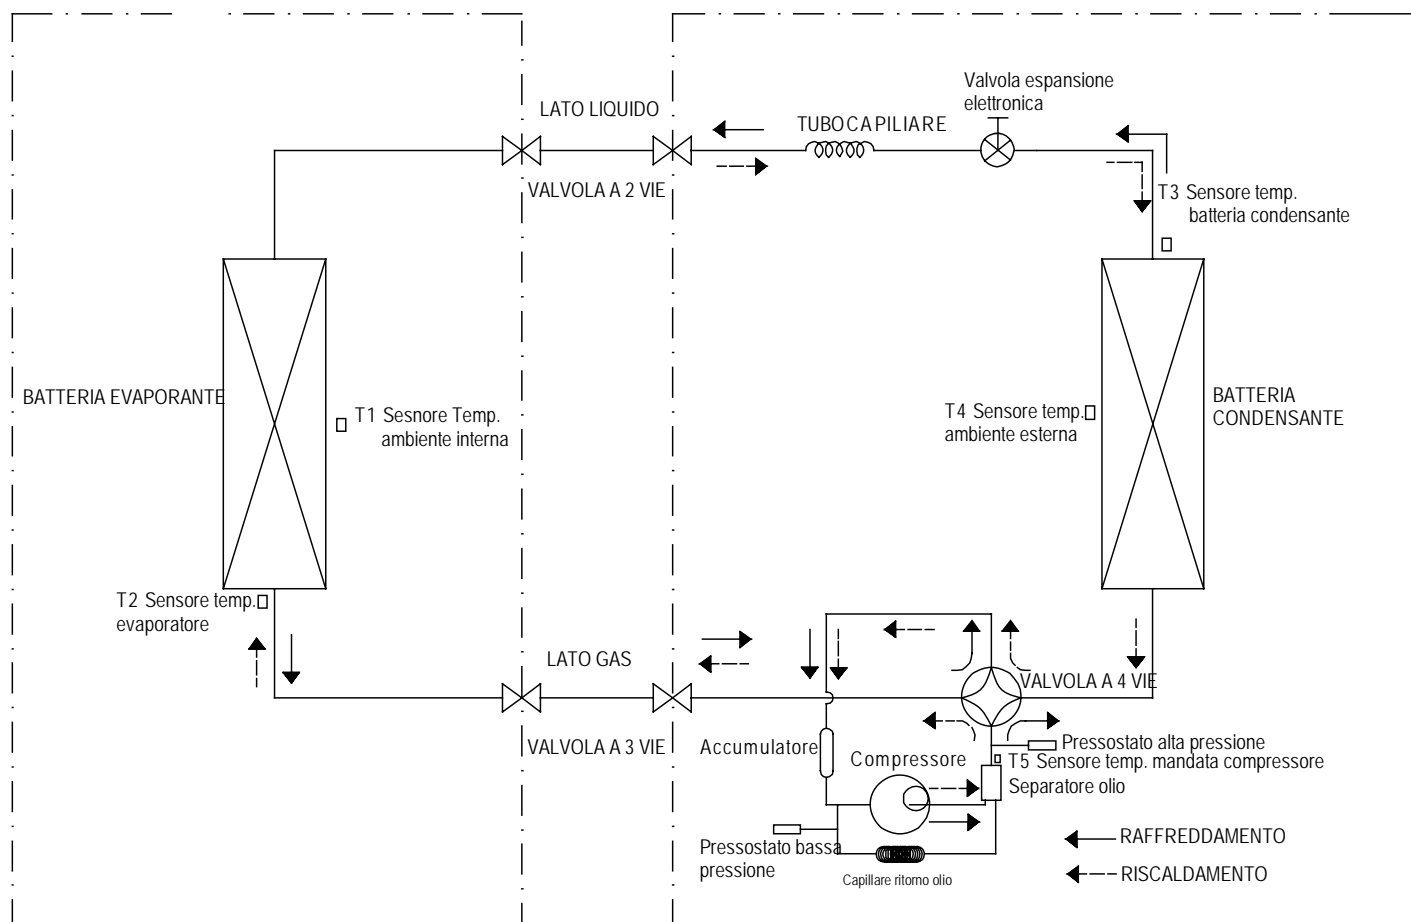 Valvola espansione
elettronica
LATO LIQUIDO
TUBOCAPILIARE
VALVOLA A 2 VIE
T3 Sensore temp.
batteria condensante
BATTERIA EVAPORANTE
T1 Sesnore Temp.
ambiente interna
T4 Sensore temp.
ambiente esterna
BATTERIA
CONDENSANTE
T2 Sensore temp.
evaporatore
LATO GAS
VALVOLA A 4 VIE
VALVOLA A 3 VIE
Accumulatore
Compressore
Pressostato alta pressione
T5 Sensore temp. mandata compressore
Separatore olio
Pressostato bassa
pressione
Capillare ritorno olio
RAFFREDDAMENTO
RISCALDAMENTO